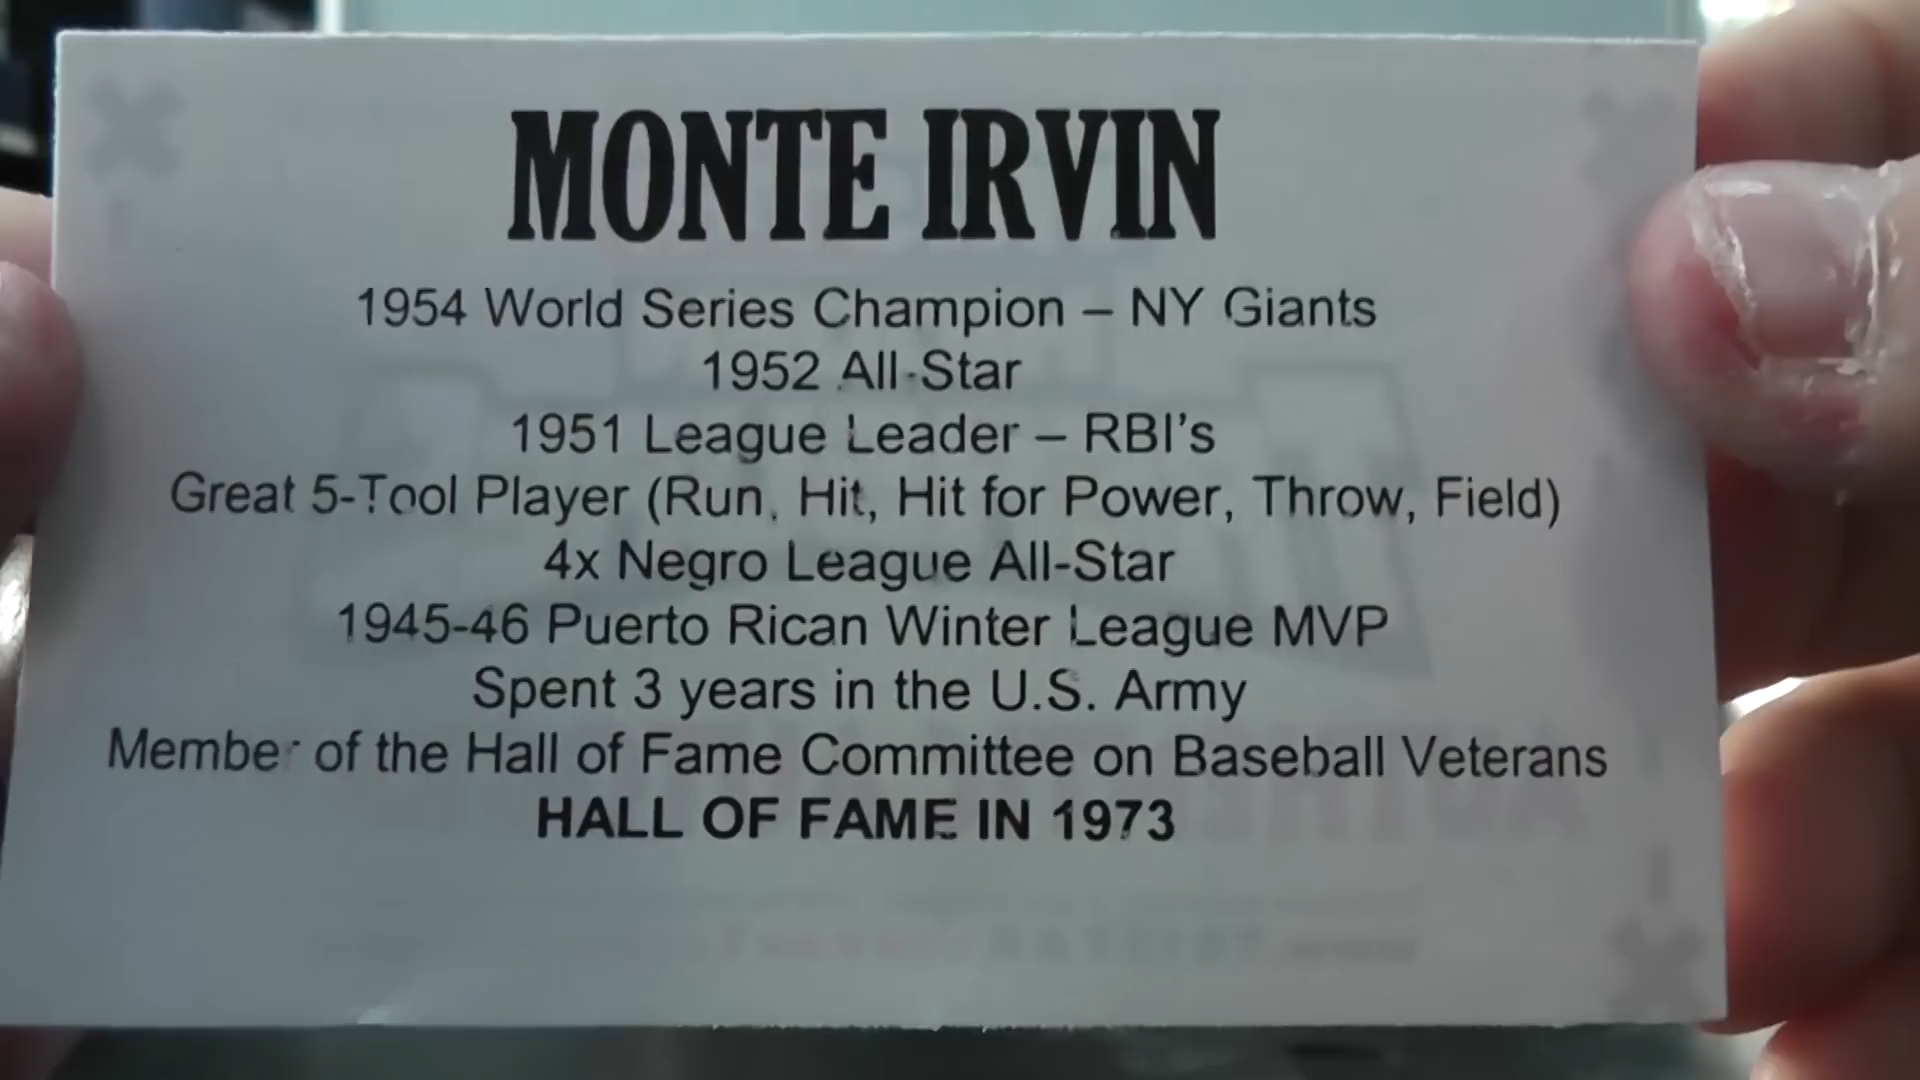 MONTE IRVIN
1954 World Series Champion – NY Giants
1952 All-Star
1951 League Leader – RBI's
Great 5-Tool Player (Run, Hit, Hit for Power, Throw, Field)
4x Negro League All-Star
1945-46 Puerto Rican Winter League MVP
Spent 3 years in the U.S. Army
Member of the Hall of Fame Committee on Baseball Veterans
HALL OF FAME IN 1973